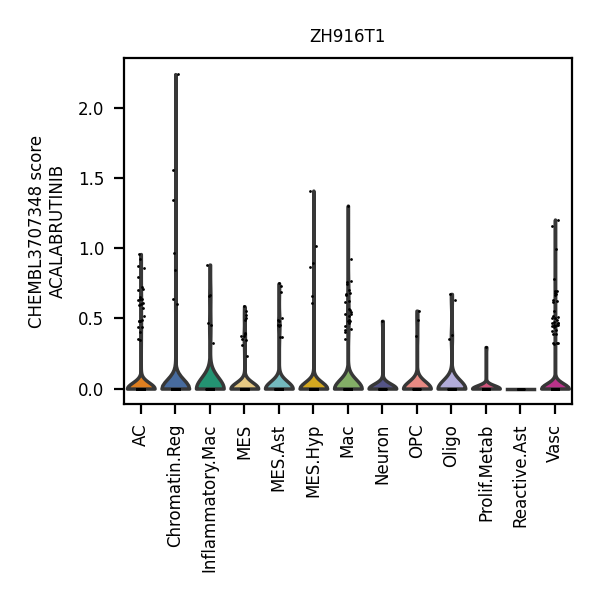 ZH916T1
CHEMBL3707348 score
ACALABRUTINIB
2.0
1.5
1.0
0.5
0.0
AC
Chromatin.Reg
Inflammatory.Mac
MES
MES.Ast
MES.Hyp
Mac
Neuron
OPC
Oligo
Prolif.Metab
Reactive.Ast
Vasc